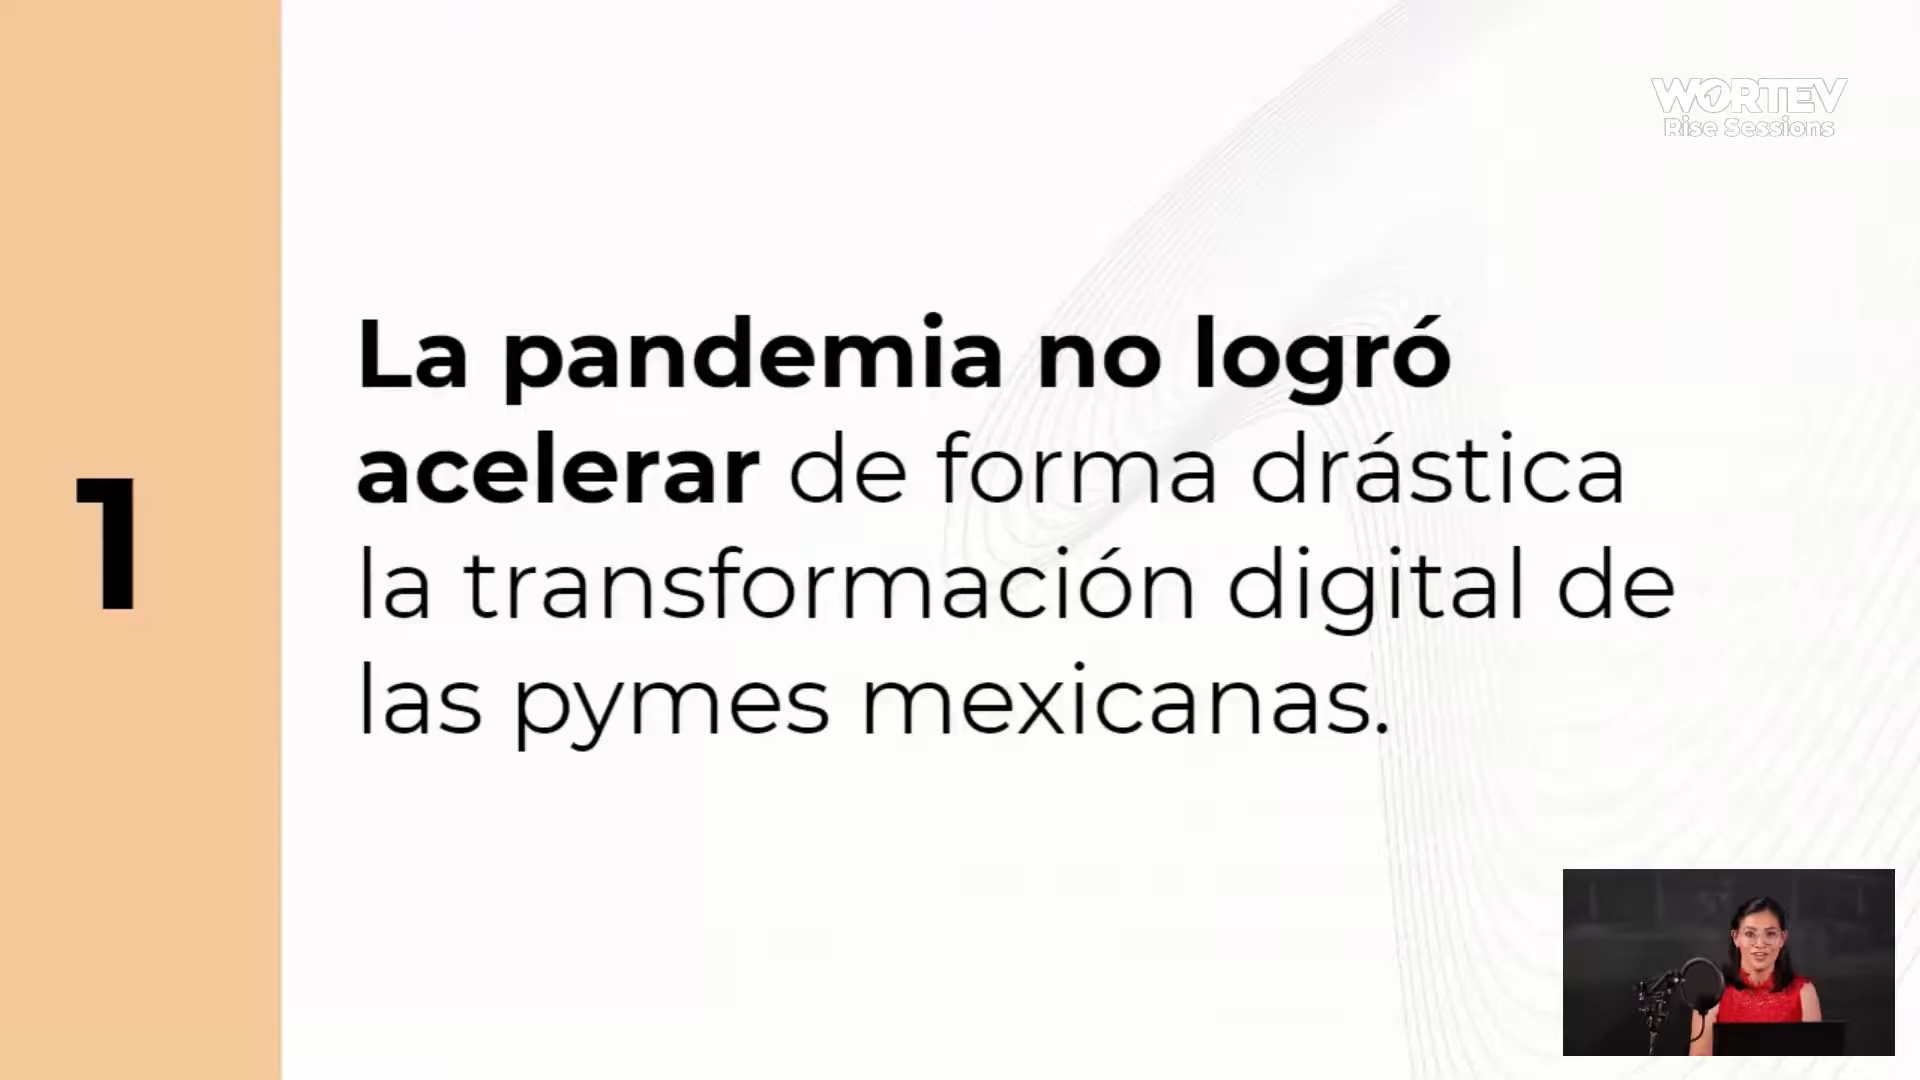 WORTEV
Rise Sessions
1
La pandemia no logró
acelerar de forma drástica
la transformación digital de
las pymes mexicanas.